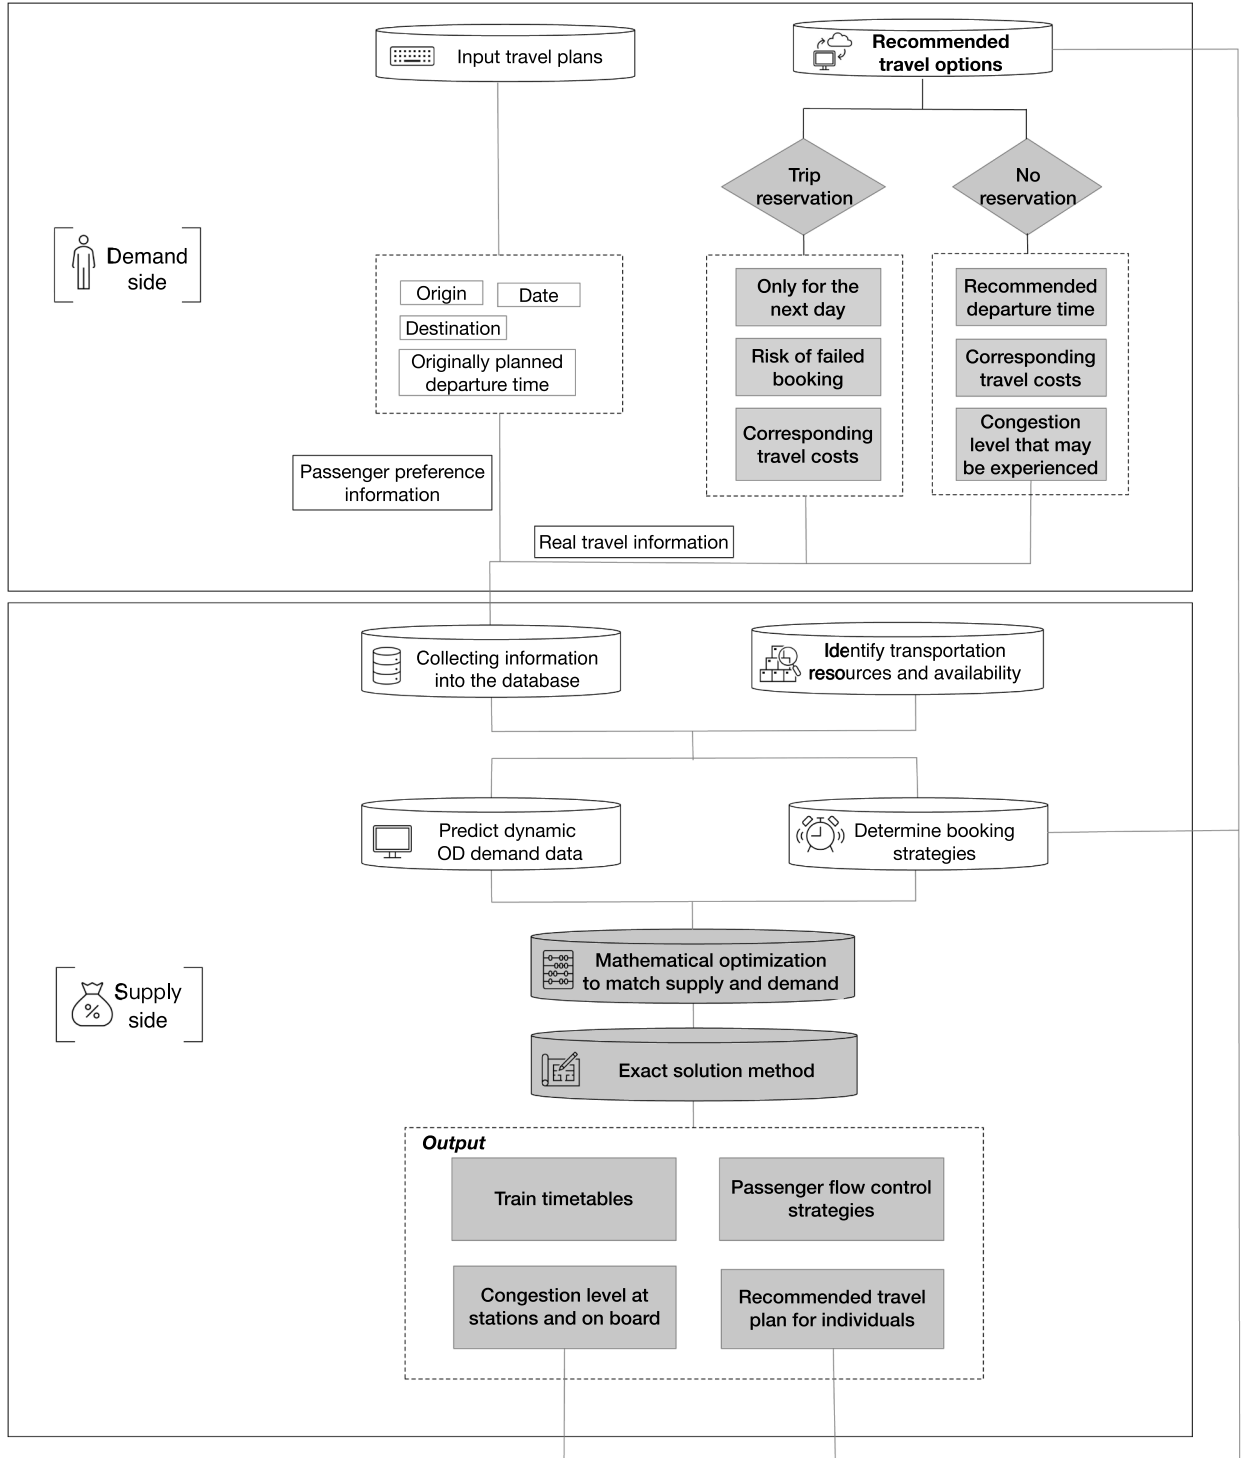 Input travel plans
Recommended
travel options
Trip
reservation
No
reservation
Demand
side
Origin
Date
Destination
Originally planned
departure time
Only for the
next day
Risk of failed
booking
Corresponding
travel costs
Recommended
departure time
Corresponding
travel costs
Congestion
level that may
be experienced
Passenger preference
information
Real travel information
Collecting information
into the database
Identify transportation
resources and availability
Predict dynamic
OD demand data
Determine booking
strategies
Supply
side
%
Mathematical optimization
to match supply and demand
Exact solution method
Output
Train timetables
Passenger flow control
strategies
Congestion level at
stations and on board
Recommended travel
plan for individuals